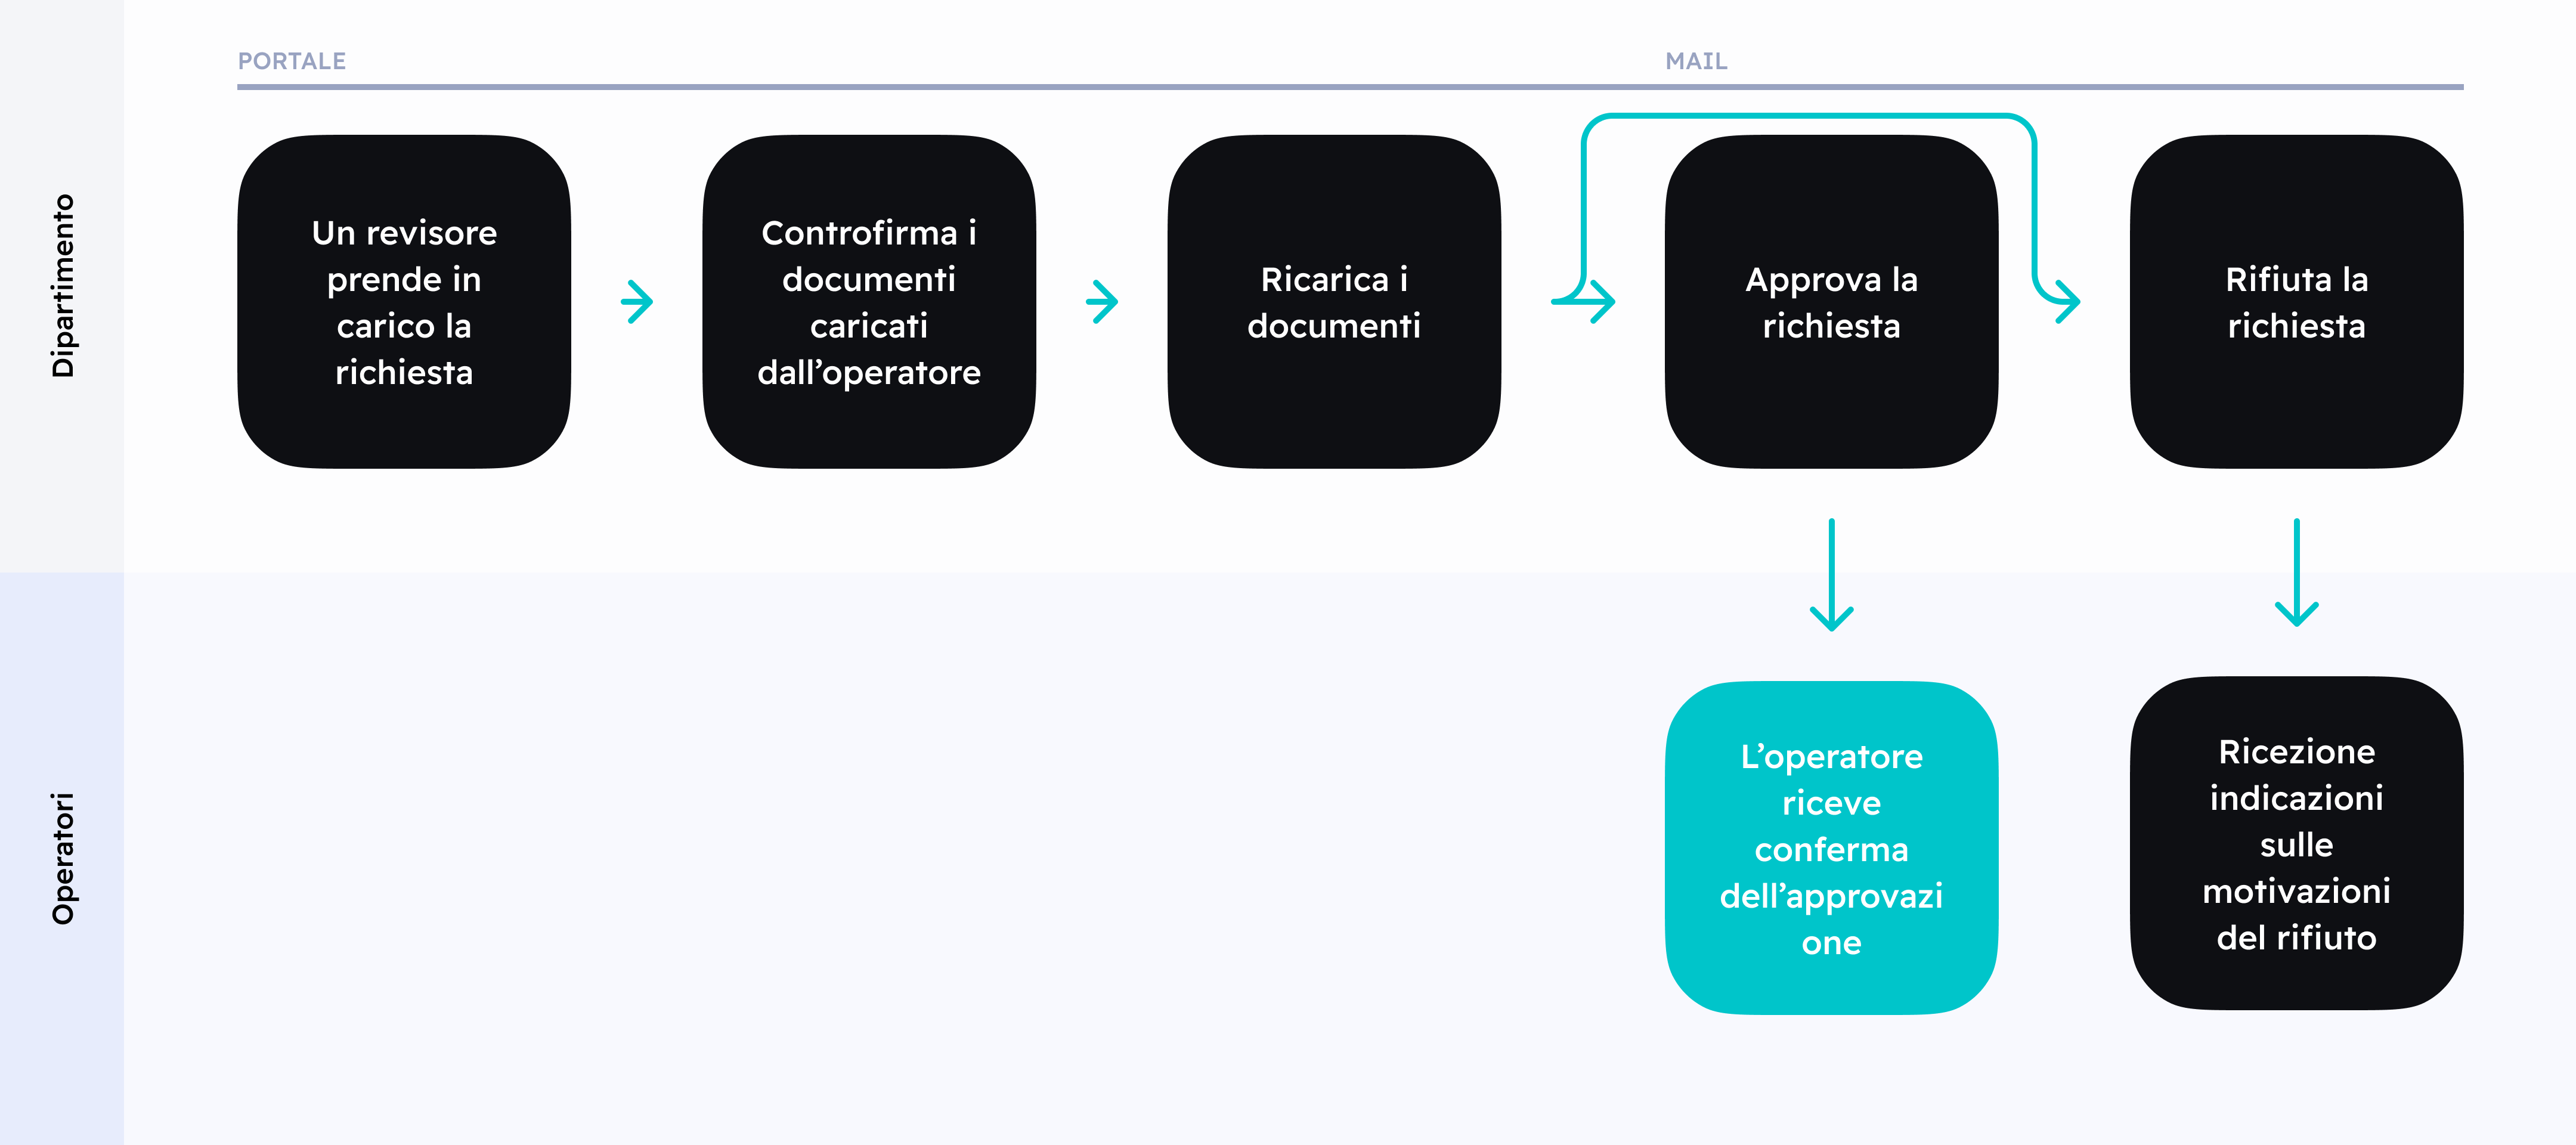 PORTALE
MAIL
Dipartimento
Un revisore
prende in
carico la
richiesta
Controfirma i
documenti
caricati
dall’operatore
Ricarica i
documenti
Approva la
richiesta
Rifiuta la
richiesta
Operatori
L’operatore
riceve
conferma
dell’approvazi
one
Ricezione
indicazioni
sulle
motivazioni
del rifiuto